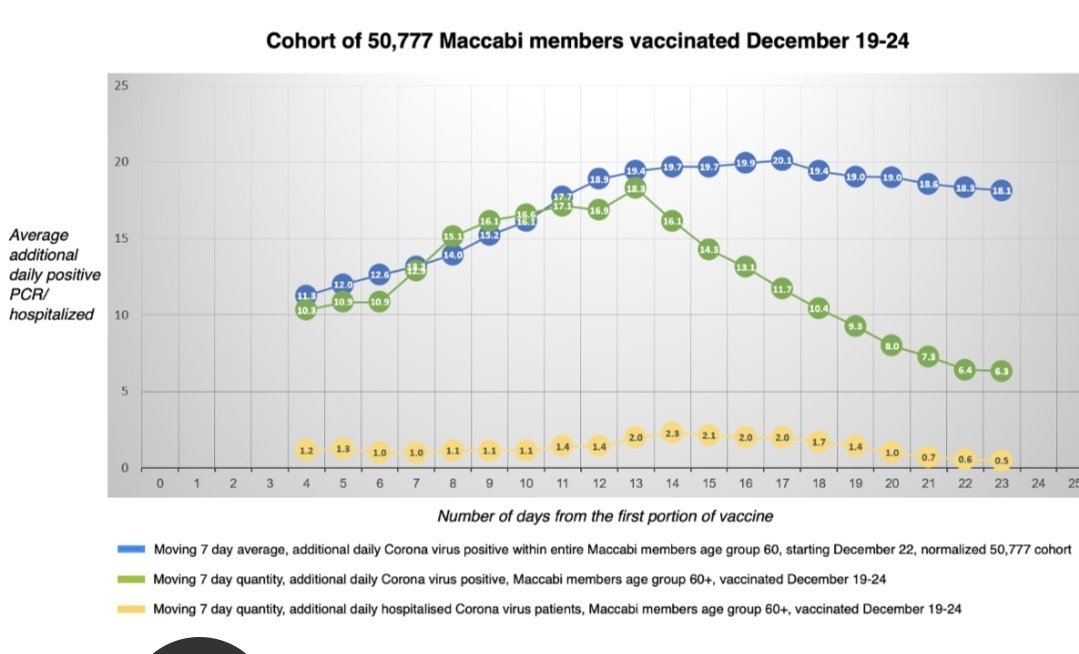 Cohort of 50,777 Maccabi members vaccinated December 19-24
25
20
15
10
5
0
Average
additional
daily positive
PCR/
hospitalized
11.3 12.0 12.6 13.2 14.0 15.2 16.1 17.7 18.9 19.4 19.7 19.7 19.9 20.1 19.4 19.0 19.0 18.6 18.3 18.1
10.3 10.9 10.9 12.9 15.1 16.1 16.6 17.1 16.9 18.3 16.1 14.3 13.1 11.7 10.4 9.3 8.0 7.3 6.4 6.3
1.2 1.3 1.0 1.0 1.1 1.1 1.1 1.4 1.4 2.0 2.3 2.1 2.0 2.0 1.7 1.4 1.0 0.7 0.6 0.5
0 1 2 3 4 5 6 7 8 9 10 11 12 13 14 15 16 17 18 19 20 21 22 23 24 25
Number of days from the first portion of vaccine
Moving 7 day average, additional daily Corona virus positive within entire Maccabi members age group 60, starting December 22, normalized 50,777 cohort
Moving 7 day quantity, additional daily Corona virus positive, Maccabi members age group 60+, vaccinated December 19-24
Moving 7 day quantity, additional daily hospitalised Corona virus patients, Maccabi members age group 60+, vaccinated December 19-24